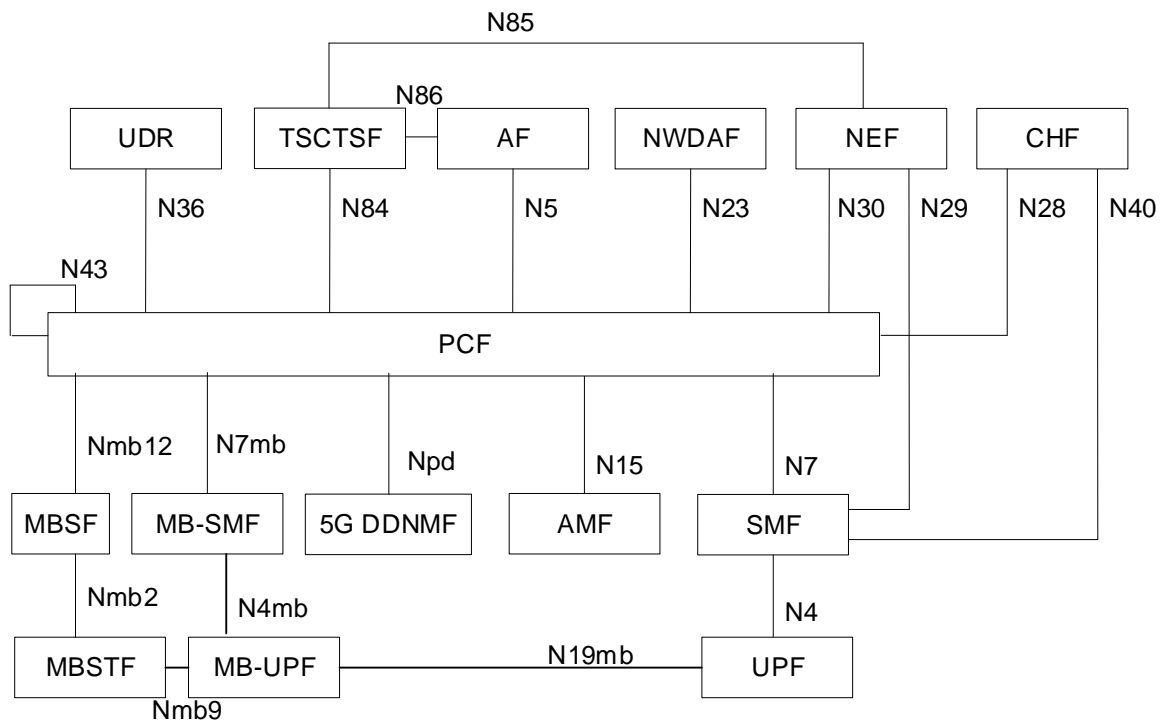 N85
N86
UDR
TSCTSF
AF
NWDAF
NEF
CHF
N36
N84
N5
N23
N30
N29
N28
N40
N43
PCF
Nmb12
N7mb
Npd
N15
N7
MBSF
MB-SMF
5G DDNMF
AMF
SMF
Nmb2
N4mb
N4
MBSTF
MB-UPF
N19mb
UPF
Nmb9